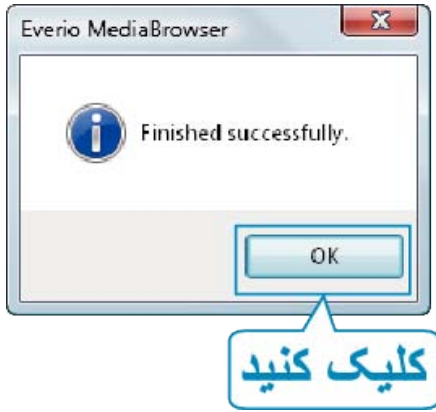 Everio MediaBrowser
Finished successfully.
OK
کلیک کنید